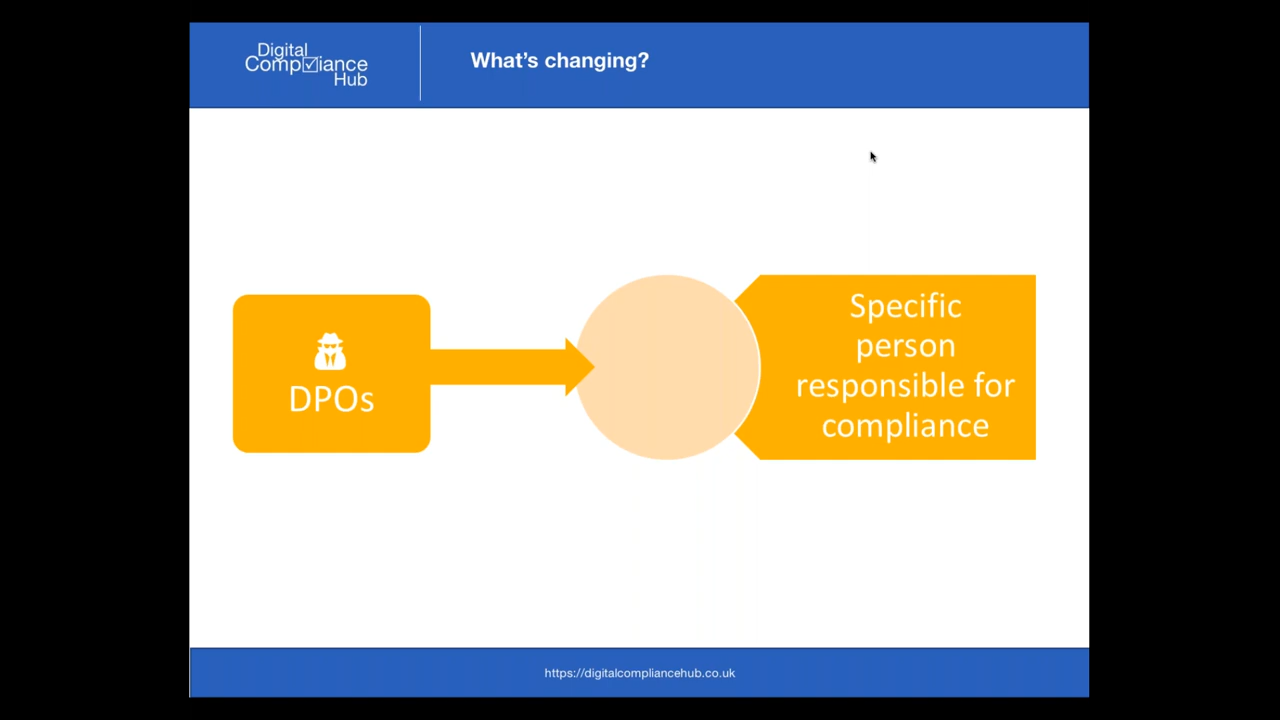 Digital
Compliance
Hub
What's changing?
DPOs
Specific
person
responsible for
compliance
https://digitalcompliancehub.co.uk